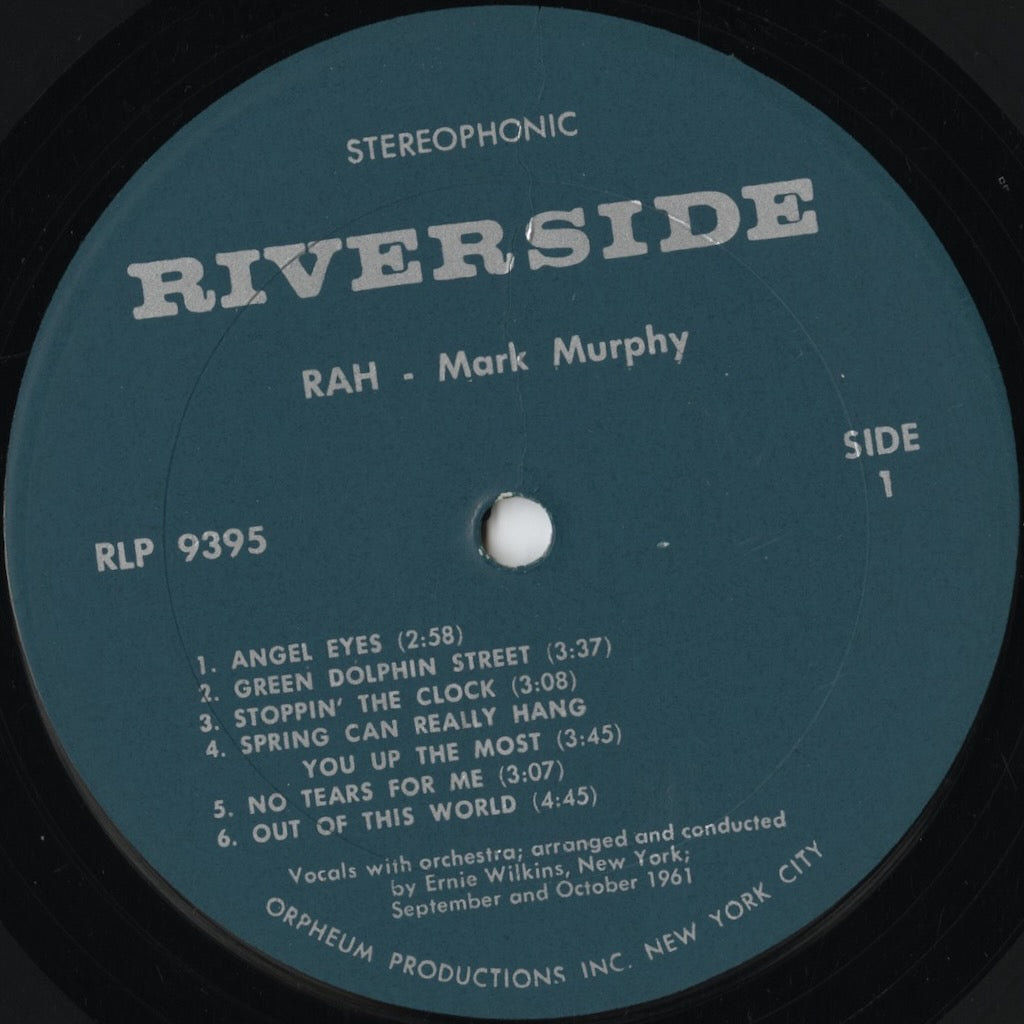 STEREOPHONIC
RIVERSIDE
RAH - Mark Murphy
SIDE
1
RLP 9395
1. ANGEL EYES (2:58)
2. GREEN DOLPHIN STREET (3:37)
3. STOPPIN' THE CLOCK (3:08)
4. SPRING CAN REALLY HANG
YOU UP THE MOST (3:45)
5. NO TEARS FOR ME (3:07)
6. OUT OF THIS WORLD (4:45)
Vocals with orchestra; arranged and conducted
by Ernie Wilkins, New York;
September and October 1961
ORPHEUM PRODUCTIONS INC. NEW YORK CITY